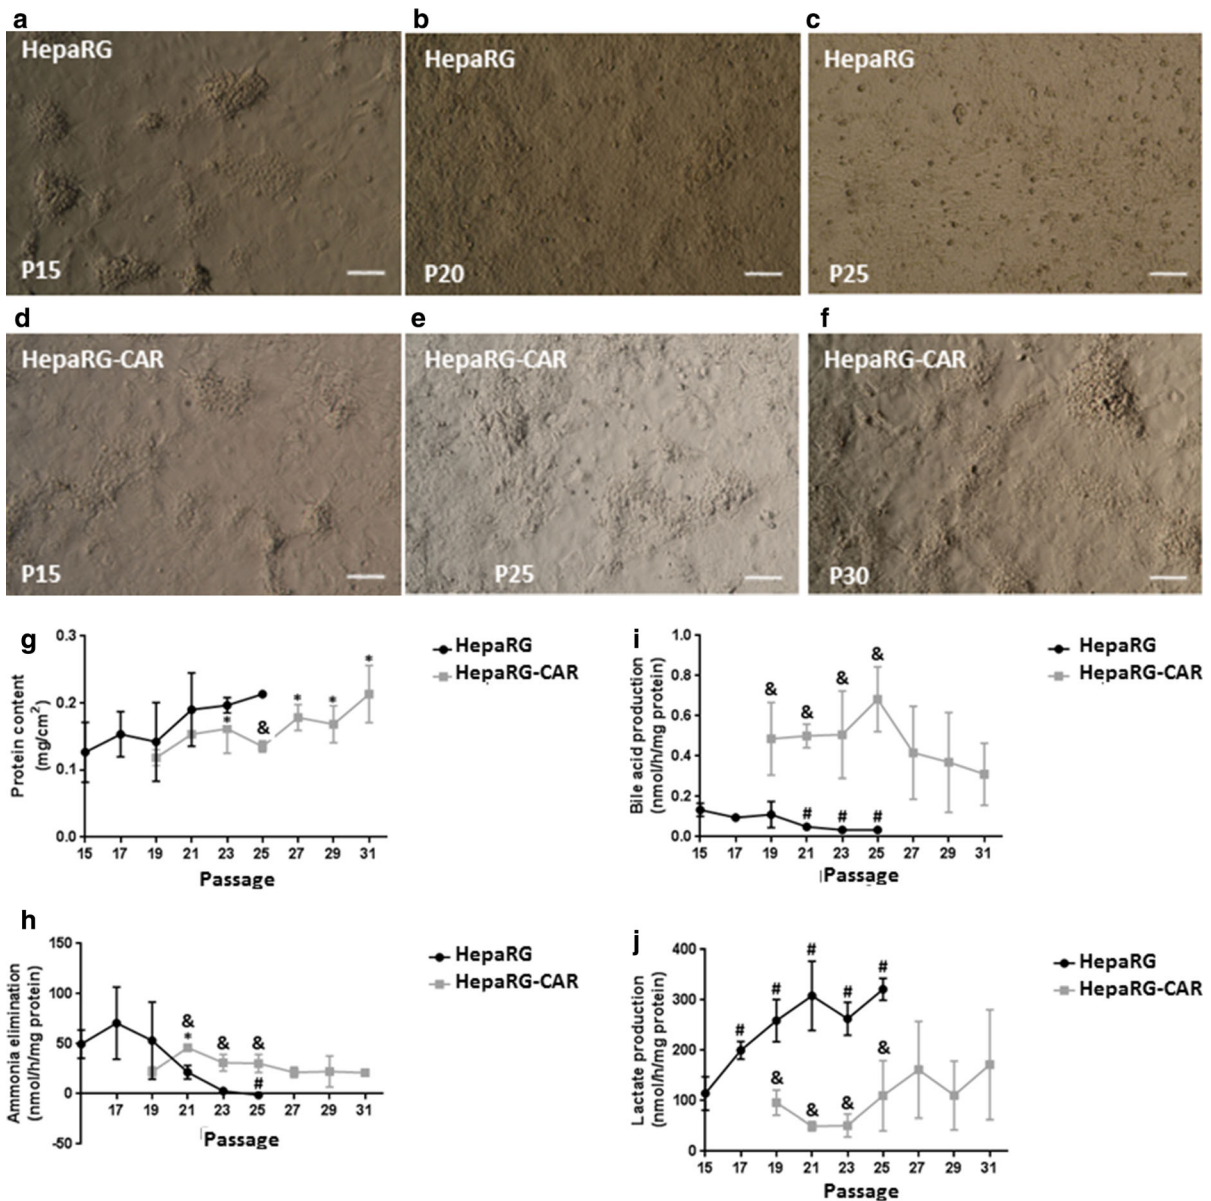 a
b
c
HepaRG
HepaRG
HepaRG
P15
P20
P25
d
e
f
HepaRG-CAR
HepaRG-CAR
HepaRG-CAR
P15
P25
P30
g
Protein content
(mg/cm²)
0.3
0.2
0.1
0.0
* & * * *
15 17 19 21 23 25 27 29 31
Passage
HepaRG
HepaRG-CAR
i
Bile acid production
(nmol/h/mg protein)
1.0
0.8
0.6
0.4
0.2
0.0
& & & &
# # #
15 17 19 21 23 25 27 29 31
Passage
HepaRG
HepaRG-CAR
h
Ammonia elimination
(nmol/h/mg protein)
150
100
50
0
-50
& & &
*
#
17 19 21 23 25 27 29 31
Passage
HepaRG
HepaRG-CAR
j
Lactate production
(nmol/h/mg protein)
400
300
200
100
0
# # # # #
& & & &
15 17 19 21 23 25 27 29 31
Passage
HepaRG
HepaRG-CAR